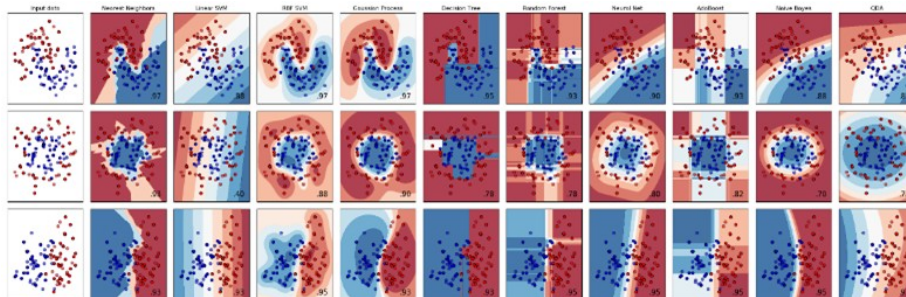 Input data Nearest Neighbors Linear SVM RBF SVM Gaussian Process Decision Tree Random Forest Neural Net AdaBoost Naive Bayes QDA
.97 .88 .97 .97 .95 .93 .90 .93 .88
.93 .40 .88 .90 .78 .78 .80 .82 .70
.93 .95 .93 .95 .95 .95 .95